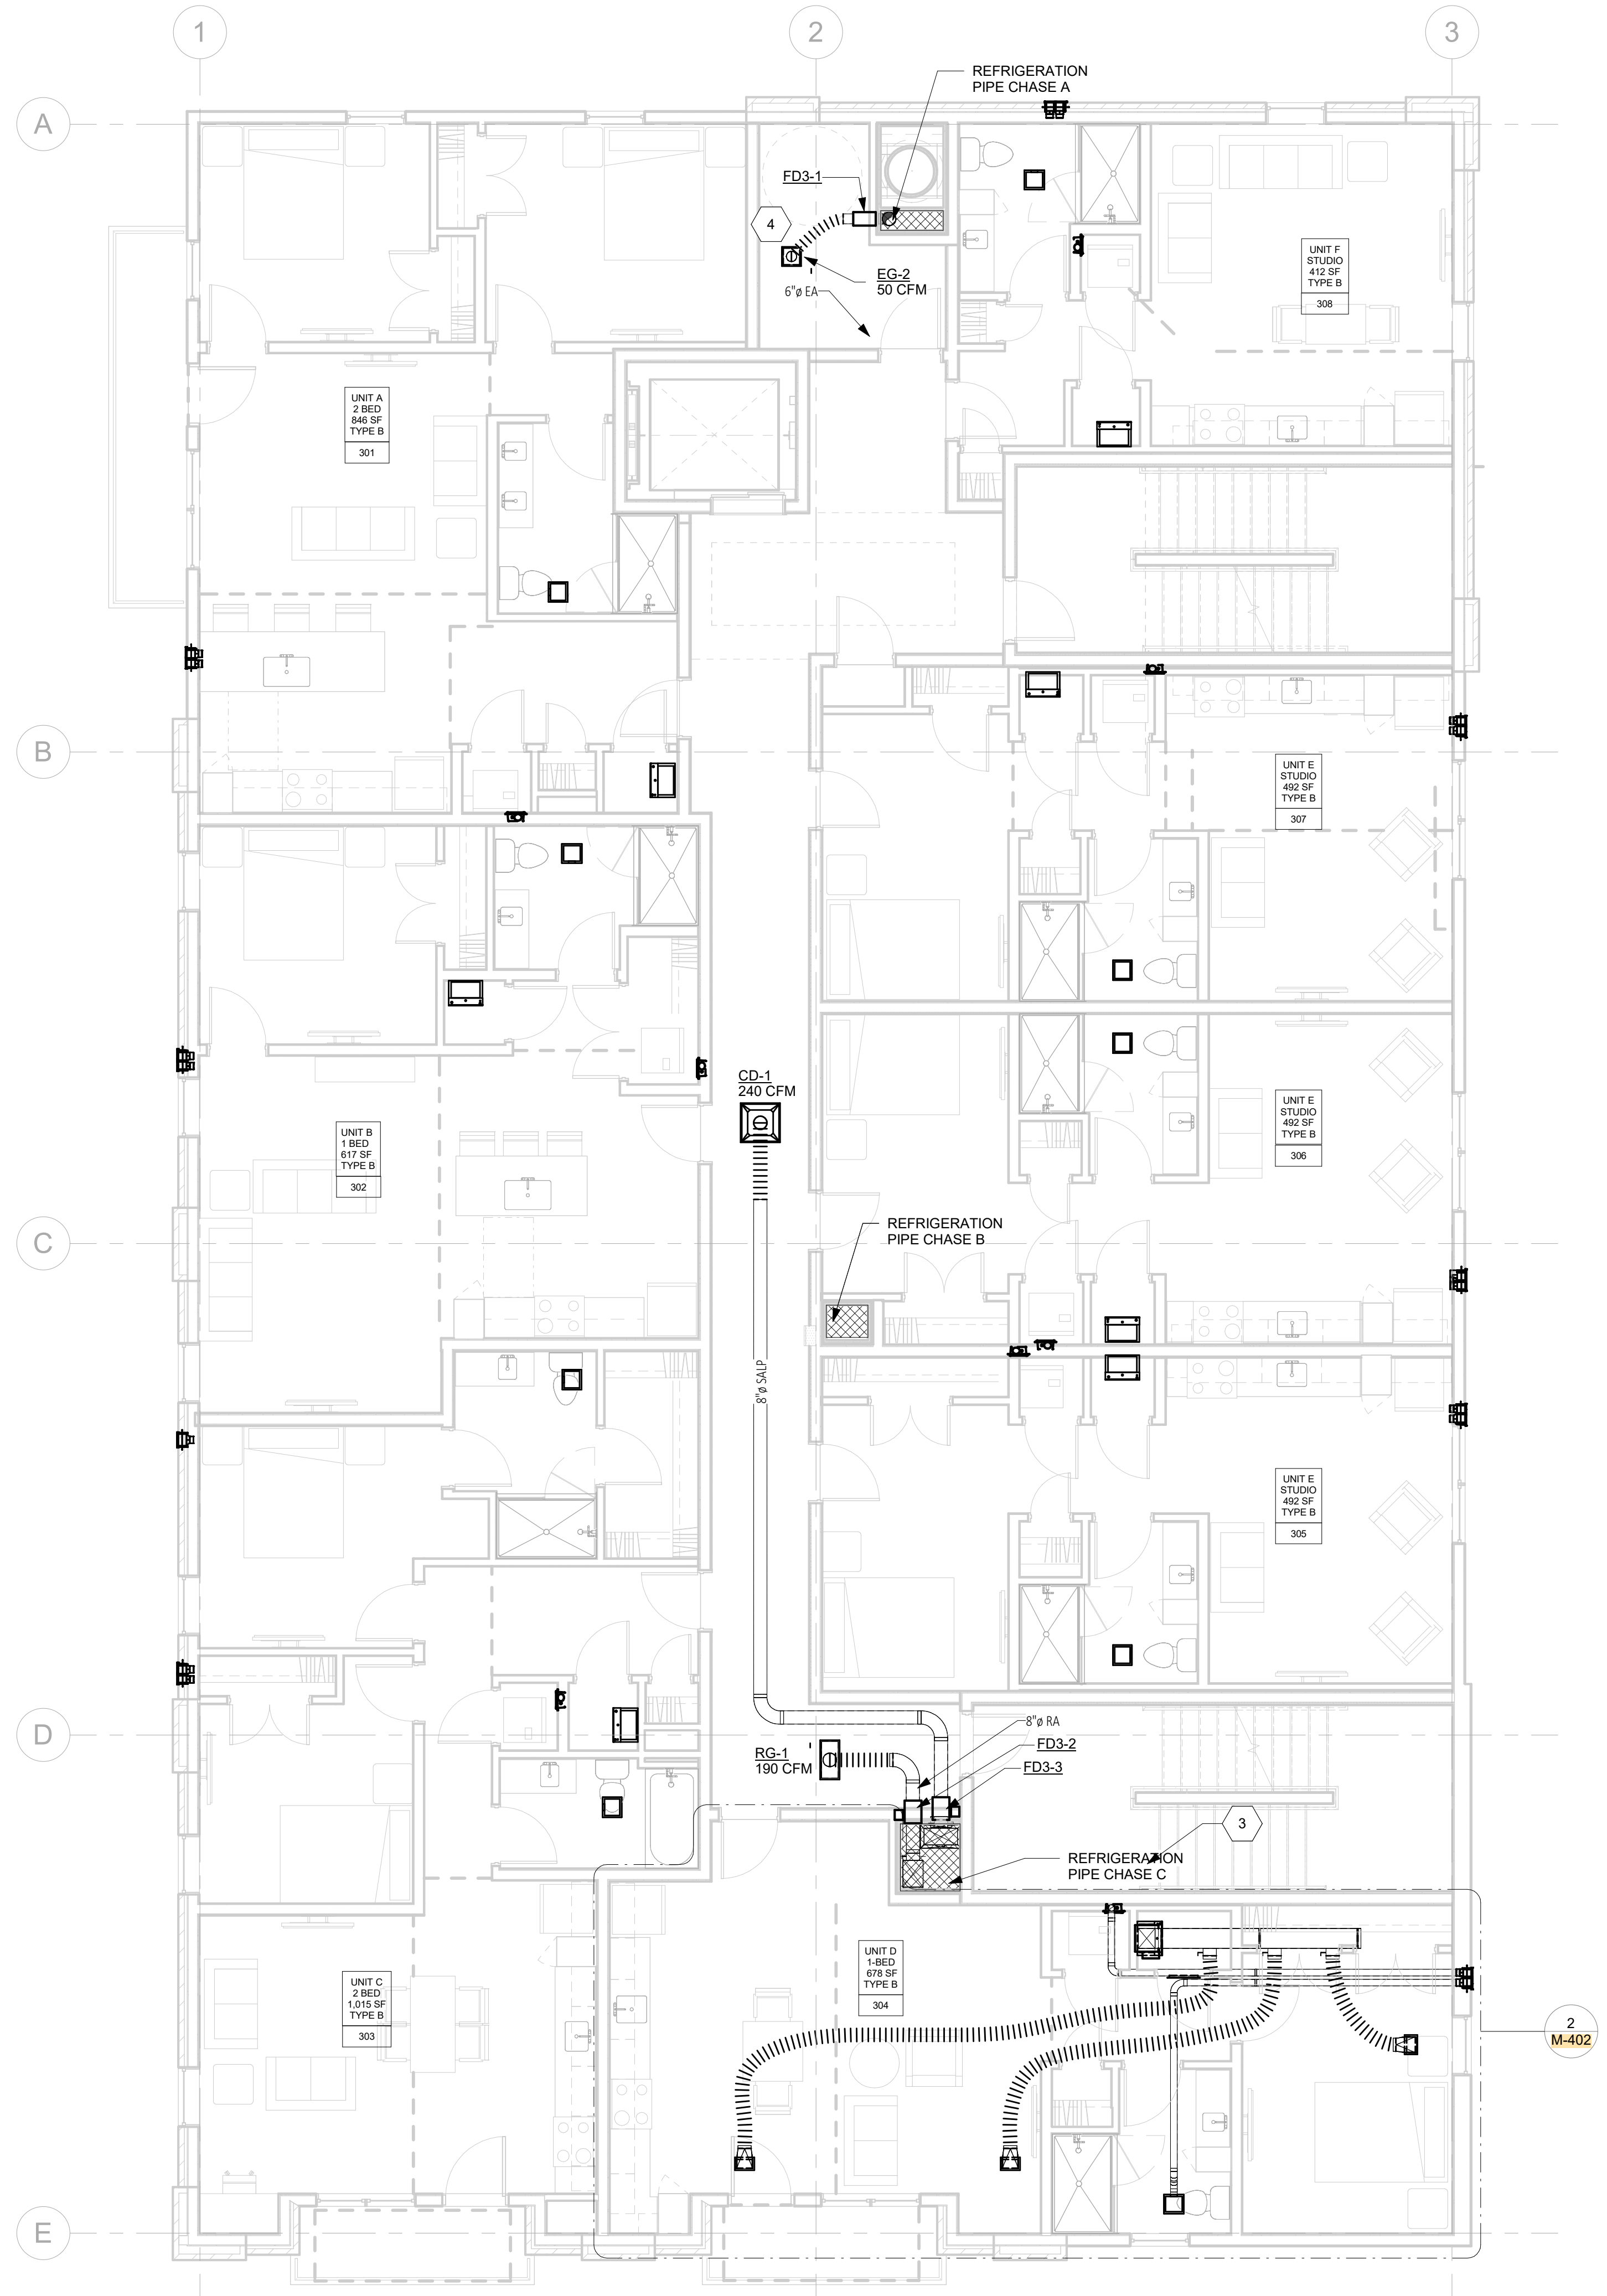 1
2
3
A
REFRIGERATION
PIPE CHASE A
FD3-1
4
EG-2
50 CFM
6"ø EA
UNIT F
STUDIO
412 SF
TYPE B
308
UNIT A
2 BED
846 SF
TYPE B
301
B
UNIT E
STUDIO
492 SF
TYPE B
307
CD-1
240 CFM
UNIT B
1 BED
617 SF
TYPE B
302
UNIT E
STUDIO
492 SF
TYPE B
306
C
REFRIGERATION
PIPE CHASE B
8"ø SALP
UNIT E
STUDIO
492 SF
TYPE B
305
D
8"ø RA
FD3-2
FD3-3
RG-1
190 CFM
3
REFRIGERATION
PIPE CHASE C
UNIT C
2 BED
1,015 SF
TYPE B
303
UNIT D
1-BED
678 SF
TYPE B
304
2
M-402
E